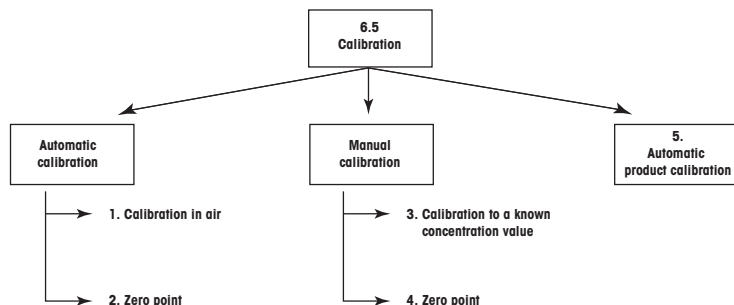 6.5
Calibration
Automatic
calibration
Manual
calibration
5.
Automatic
product calibration
1. Calibration in air
3. Calibration to a known
concentration value
2. Zero point
4. Zero point